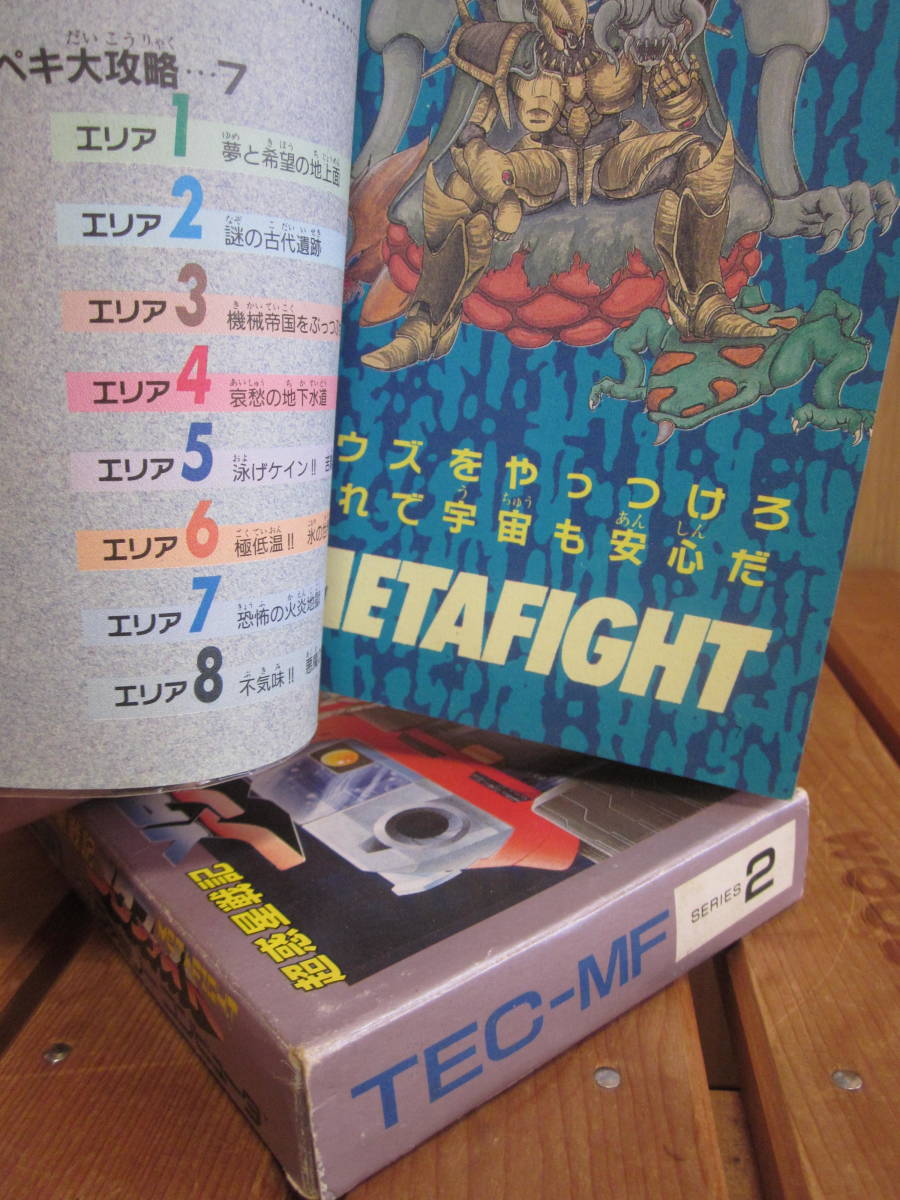 ペキ大攻略…7
だいこうりゃく
エリア1 夢と希望の地上面
ゆめ きぼう ちじょうめん
エリア2 謎の古代遺跡
なぞ こだいいせき
エリア3 機械帝国をぶっつ
きかいていこく
エリア4 哀愁の地下水道
あいしゅう ちかすいどう
エリア5 泳げケイン!!
およ
エリア6 極低温!! 氷の
ごくていおん こおり
エリア7 恐怖の火炎地獄
きょうふ かえん
エリア8 不気味!! 悪魔
ぶきみ
ウズをやっつけろ
れで宇宙も安心だ
うちゅう あんしん
METAFIGHT
超惑星戦記
TEC-MF
SERIES 2